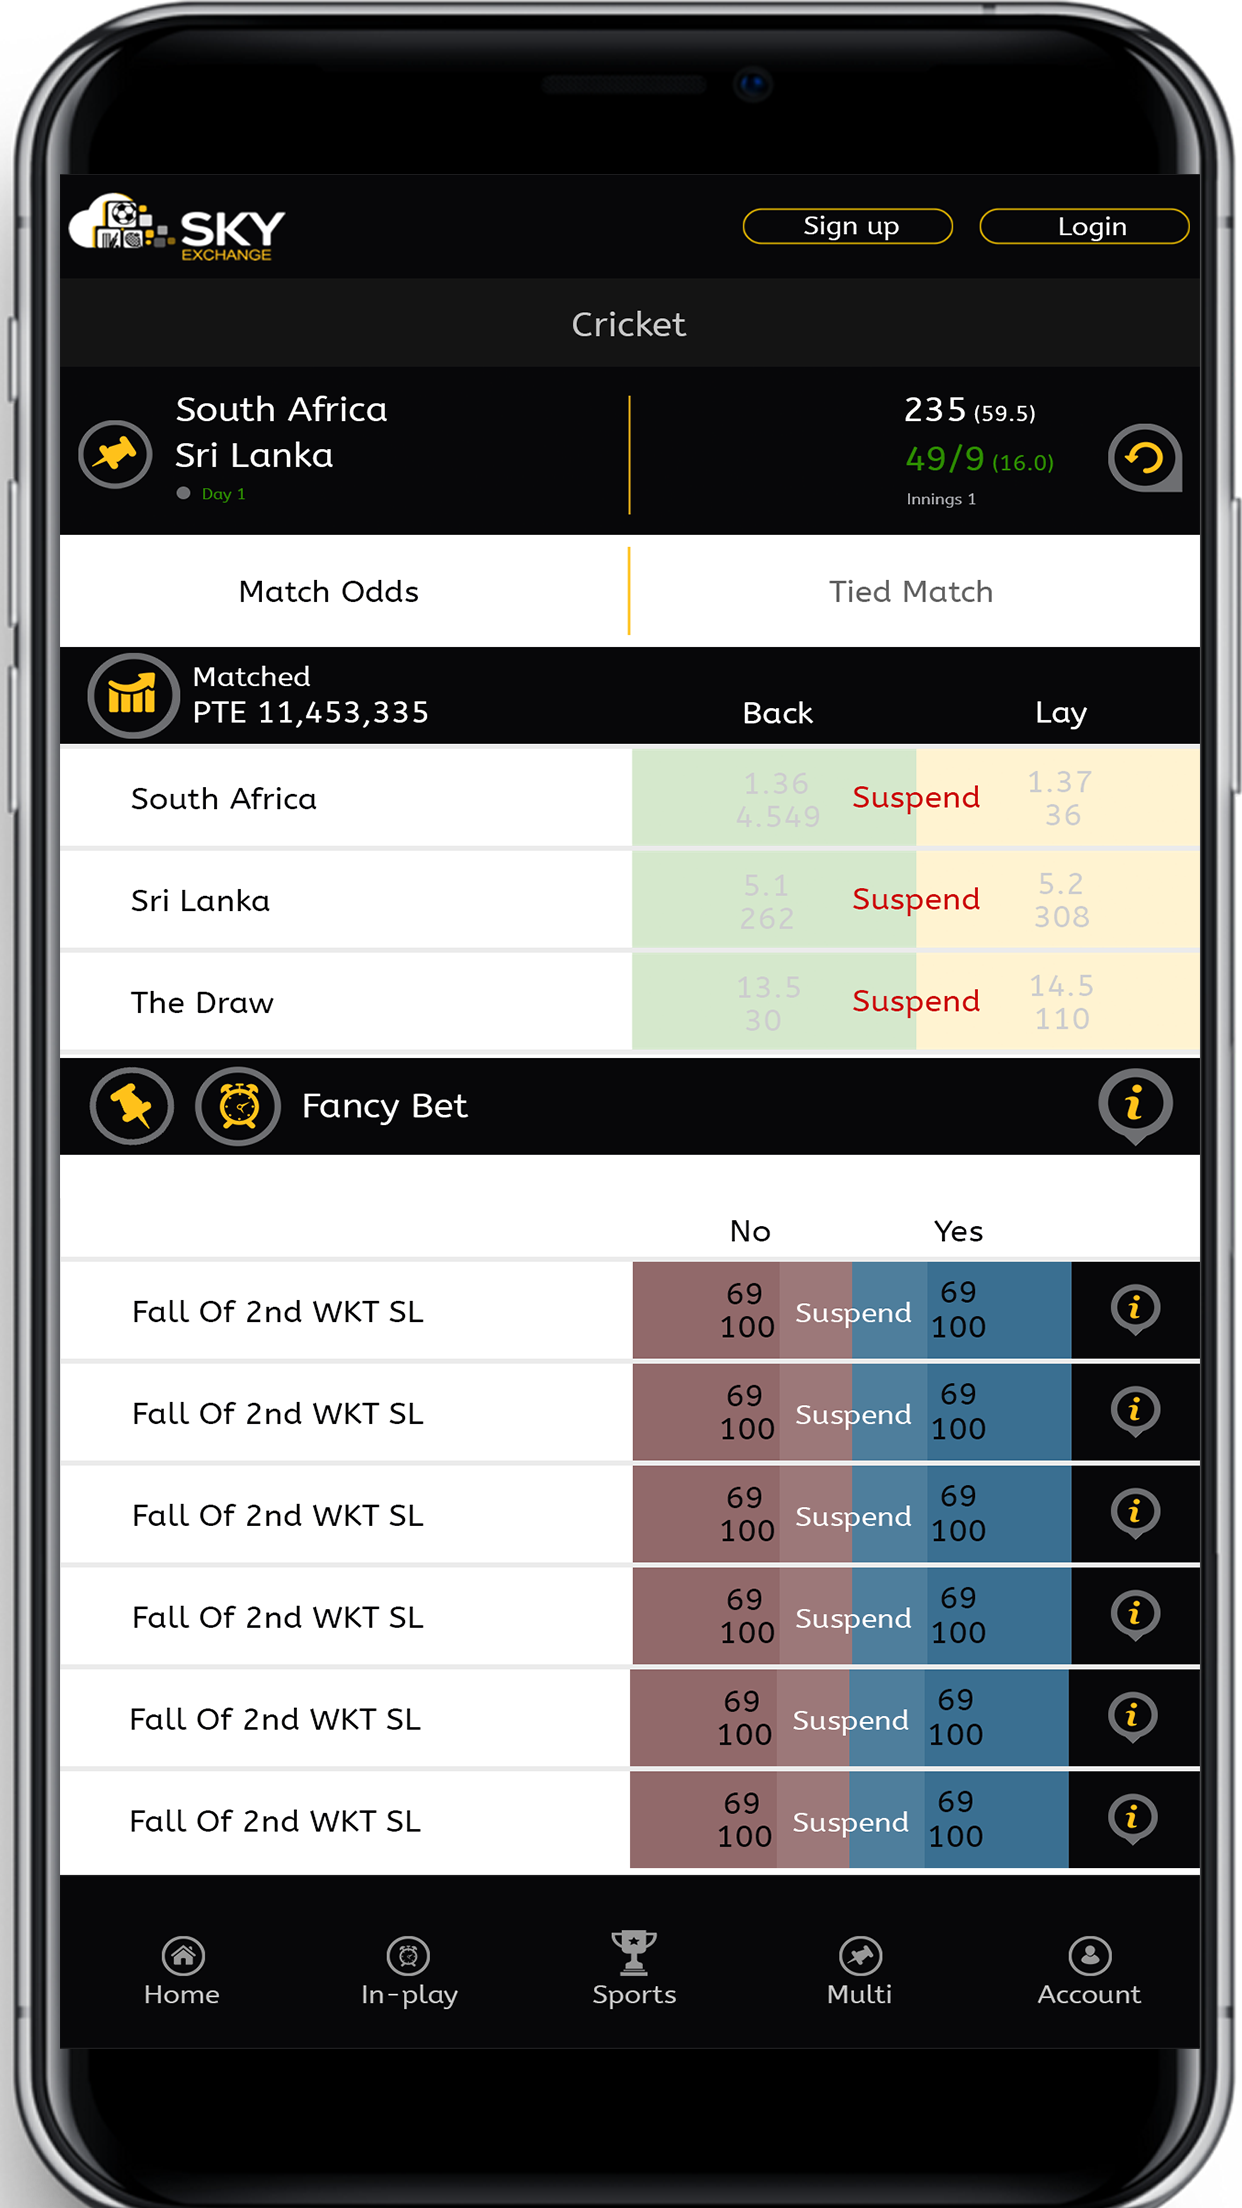 SKY
EXCHANGE
Sign up
Login
Cricket
South Africa
235 (59.5)
Sri Lanka
49/9 (16.0)
Day 1
Innings 1
Match Odds
Tied Match
Matched
PTE 11,453,335
Back
Lay
South Africa
1.36
4.549
Suspend
1.37
36
Sri Lanka
5.1
262
Suspend
5.2
308
The Draw
13.5
30
Suspend
14.5
110
Fancy Bet
i
No
Yes
Fall Of 2nd WKT SL
69
100
Suspend
69
100
i
Fall Of 2nd WKT SL
69
100
Suspend
69
100
i
Fall Of 2nd WKT SL
69
100
Suspend
69
100
i
Fall Of 2nd WKT SL
69
100
Suspend
69
100
i
Fall Of 2nd WKT SL
69
100
Suspend
69
100
i
Fall Of 2nd WKT SL
69
100
Suspend
69
100
i
Home
In-play
Sports
Multi
Account